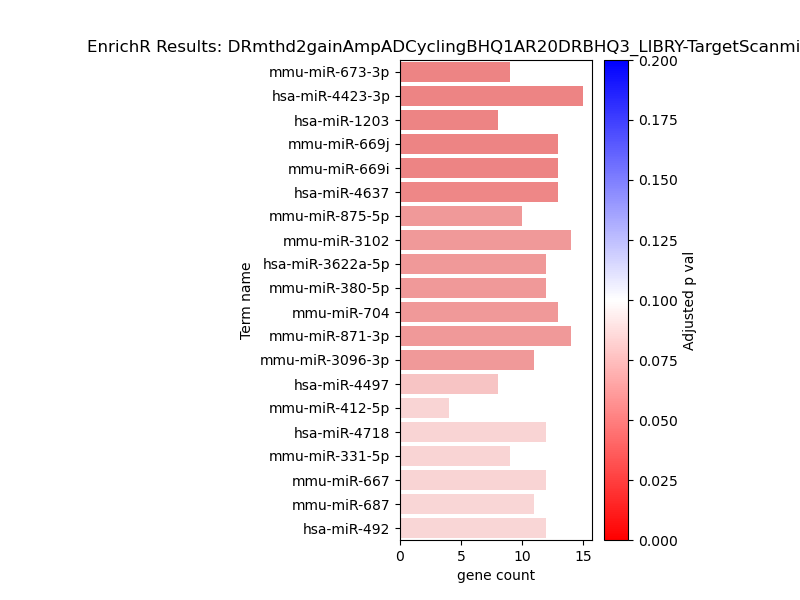 EnrichR Results: DRmthd2gainAmpADCyclingBHQ1AR20DRBHQ3_LIBRY-TargetScanmi
Term name
mmu-miR-673-3p
hsa-miR-4423-3p
hsa-miR-1203
mmu-miR-669j
mmu-miR-669i
hsa-miR-4637
mmu-miR-875-5p
mmu-miR-3102
hsa-miR-3622a-5p
mmu-miR-380-5p
mmu-miR-704
mmu-miR-871-3p
mmu-miR-3096-3p
hsa-miR-4497
mmu-miR-412-5p
hsa-miR-4718
mmu-miR-331-5p
mmu-miR-667
mmu-miR-687
hsa-miR-492
0 5 10 15
gene count
0.200
0.175
0.150
0.125
0.100
0.075
0.050
0.025
0.000
Adjusted p val